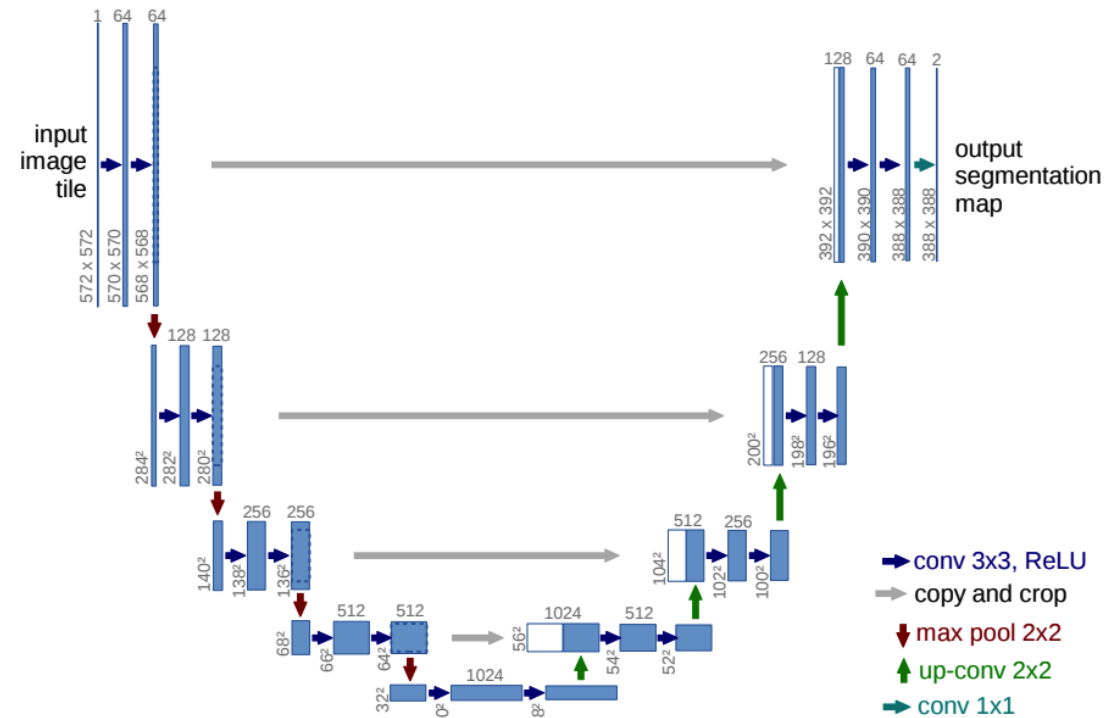 1 64 64
input
image
tile
572 x 572
570 x 570
568 x 568
128 64 64 2
output
segmentation
map
392 x 392
390 x 390
388 x 388
388 x 388
128 128
284²
282²
280²
256 128
200²
198²
196²
256 256
140²
138²
136²
512 256
104²
102²
100²
512 512
68²
66²
64²
1024 512
56²
54²
52²
1024
32²
0²
8²
conv 3x3, ReLU
copy and crop
max pool 2x2
up-conv 2x2
conv 1x1